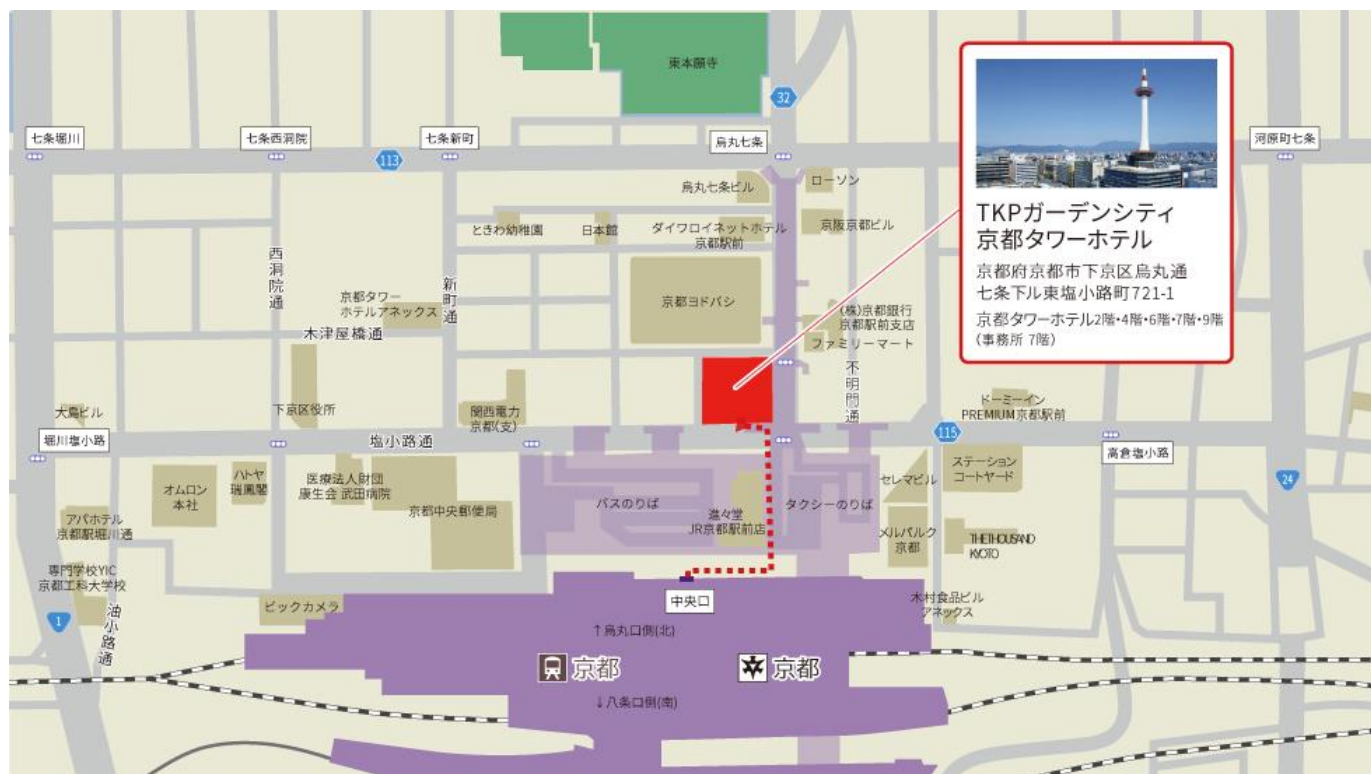 東本願寺
32
七条堀川
七条西洞院
113
七条新町
烏丸七条
河原町七条
烏丸七条ビル
ローソン
ときわ幼稚園
日本館
ダイワロイネットホテル
京都駅前
京阪京都ビル
TKPガーデンシティ
京都タワーホテル
京都府京都市下京区烏丸通
七条下ル東塩小路町721-1
京都タワーホテル2階・4階・6階・7階・9階
(事務所 7階)
西洞院通
新町通
京都タワー
ホテルアネックス
木津屋橋通
京都ヨドバシ
(株)京都銀行
京都駅前支店
ファミリーマート
不明門通
大島ビル
下京区役所
関西電力
京都(支)
ドーミーイン
PREMIUM京都駅前
堀川塩小路
塩小路通
115
高倉塩小路
オムロン
本社
ハトヤ
瑞鳳閣
医療法人財団
康生会 武田病院
京都中央郵便局
バスのりば
進々堂
JR京都駅前店
タクシーのりば
セレマビル
ステーション
コートヤード
24
アパホテル
京都駅堀川通
メルパルク
京都
THE THOUSAND
KYOTO
専門学校YIC
京都工科大学校
油小路通
1
ビックカメラ
中央口
木村食品ビル
アネックス
↑烏丸口側(北)
京都
京都
↓八条口側(南)